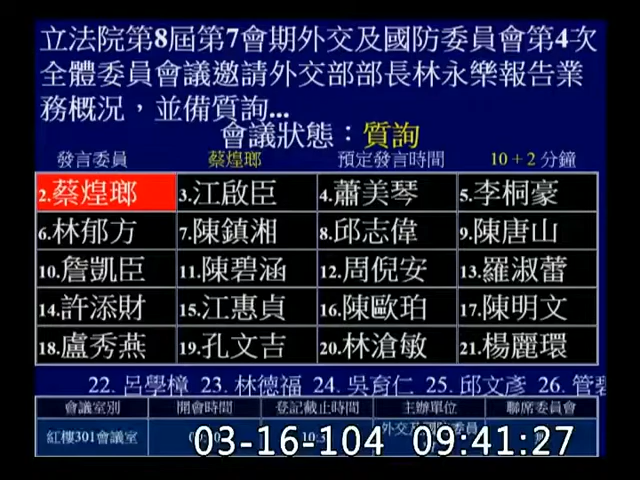 立法院第8屆第7會期外交及國防委員會第4次
全體委員會議邀請外交部部長林永樂報告業
務概況，並備質詢...
會議狀態：質詢
發言委員 蔡煌瑯 預定發言時間 10 + 2 分鐘
2.蔡煌瑯 3.江啟臣 4.蕭美琴 5.李桐豪
6.林郁方 7.陳鎮湘 8.邱志偉 9.陳唐山
10.詹凱臣 11.陳碧涵 12.周倪安 13.羅淑蕾
14.許添財 15.江惠貞 16.陳歐珀 17.陳明文
18.盧秀燕 19.孔文吉 20.林滄敏 21.楊麗環
22. 呂學樟 23. 林德福 24. 吳育仁 25. 邱文彥 26. 管碧
會議室別 開會時間 登記截止時間 主辦單位 聯席委員會
紅樓301會議室 外交及國防委員
03-16-104 09:41:27